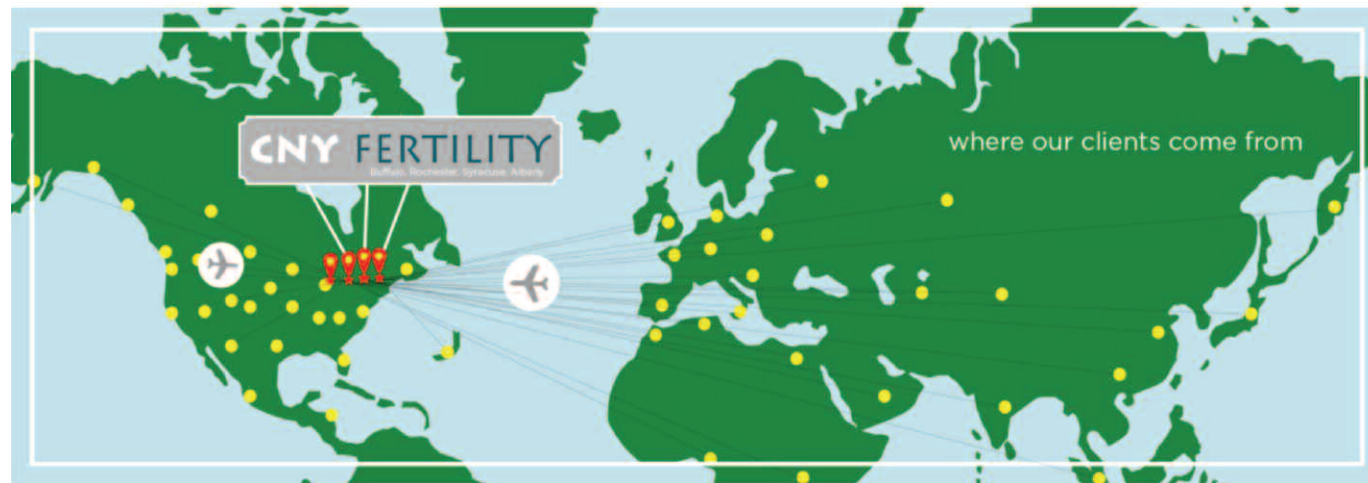 CNY FERTILITY
Buffalo, Rochester, Syracuse, Albany
where our clients come from